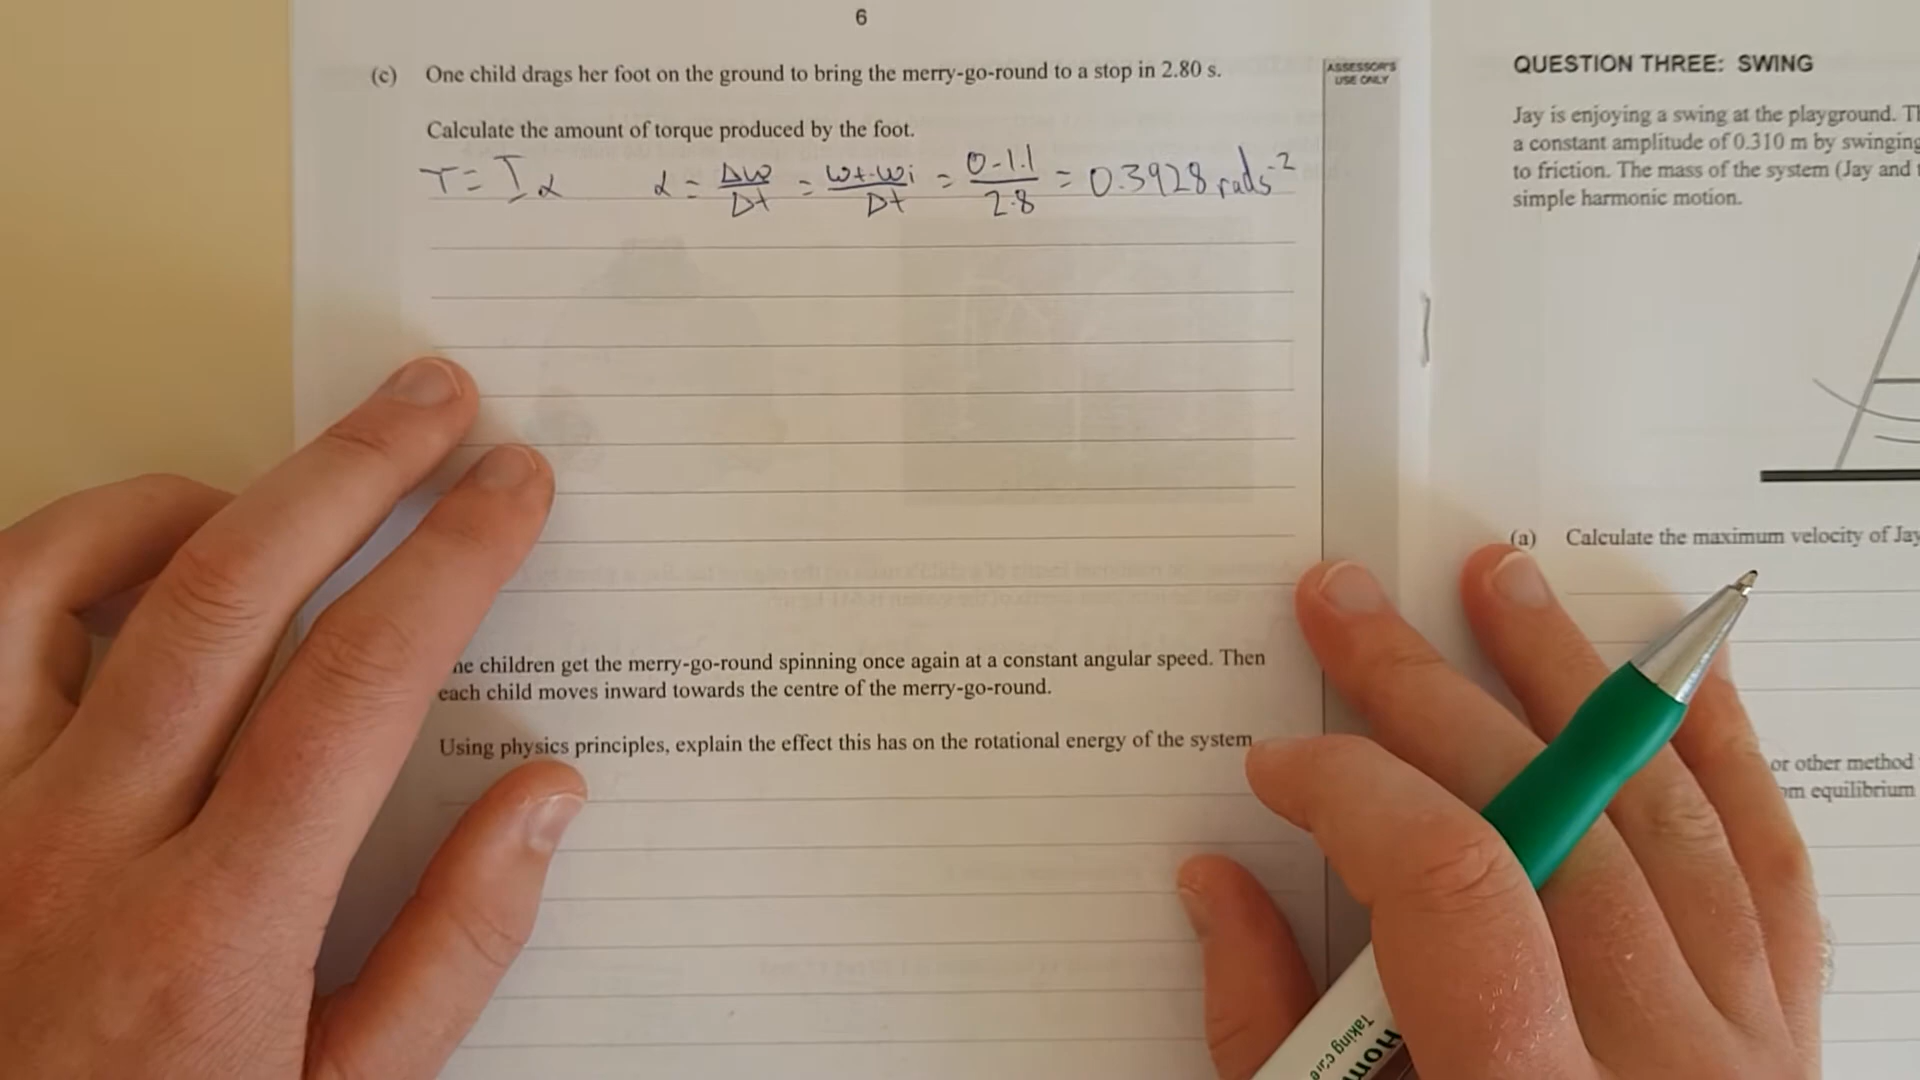 6
(c) One child drags her foot on the ground to bring the merry-go-round to a stop in 2.80 s.
Calculate the amount of torque produced by the foot.
τ = Iα α = Δω/Δt = ωf-ωi/Δt = 0-1.1/2.8 = 0.3928 rads⁻²
he children get the merry-go-round spinning once again at a constant angular speed. Then
each child moves inward towards the centre of the merry-go-round.
Using physics principles, explain the effect this has on the rotational energy of the system
ASSESSOR'S
USE ONLY
QUESTION THREE: SWING
Jay is enjoying a swing at the playground. Th
a constant amplitude of 0.310 m by swinging
to friction. The mass of the system (Jay and t
simple harmonic motion.
(a) Calculate the maximum velocity of Jay
or other method
om equilibrium
Taking c
Hom